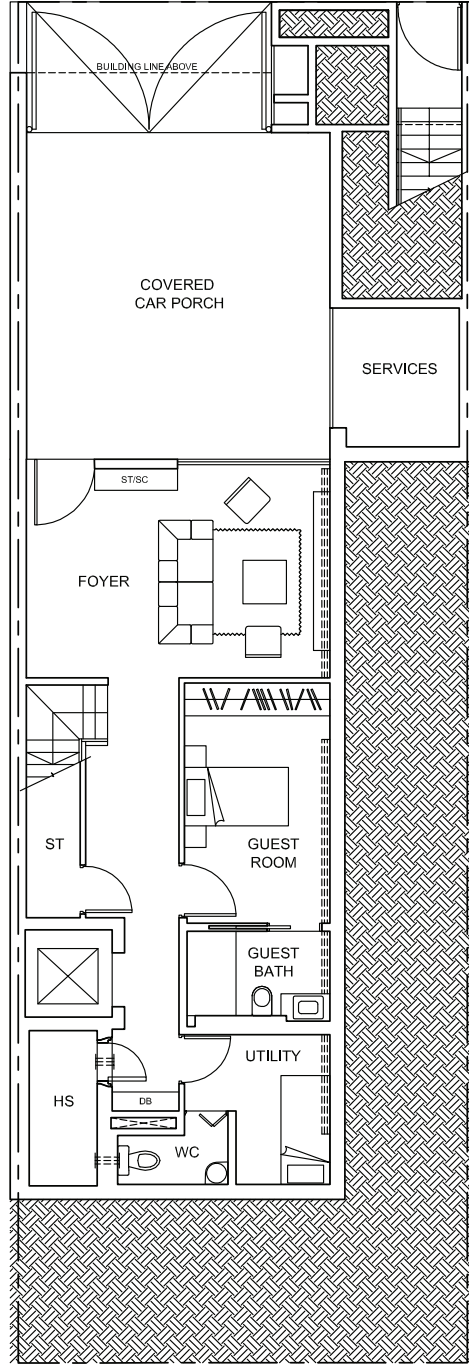 BUILDING LINE ABOVE
COVERED
CAR PORCH
SERVICES
ST/SC
FOYER
GUEST
ROOM
ST
GUEST
BATH
UTILITY
HS
DB
WC